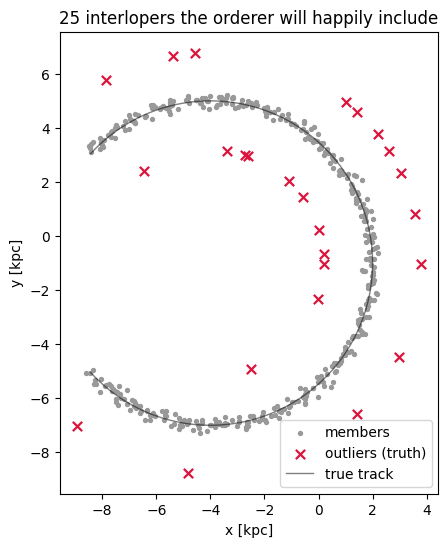 25 interlopers the orderer will happily include
y [kpc]
6
4
2
0
−2
−4
−6
−8
members
outliers (truth)
true track
−8 −6 −4 −2 0 2 4
x [kpc]